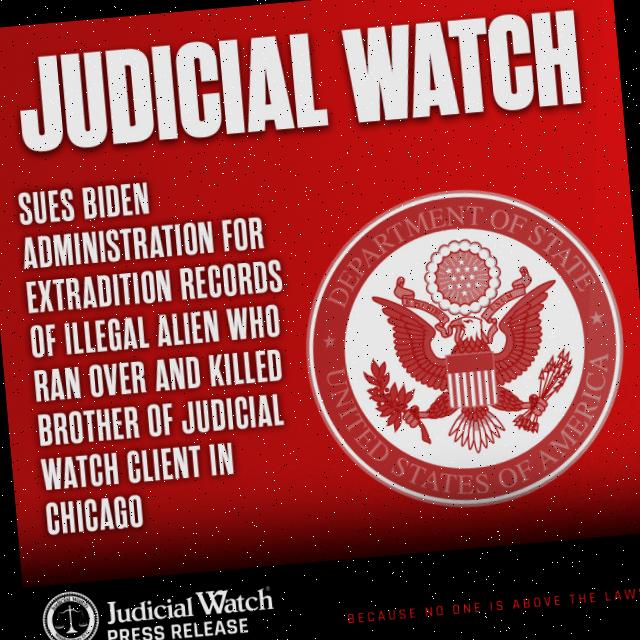 JUDICIAL WATCH
SUES BIDEN
ADMINISTRATION FOR
EXTRADITION RECORDS
OF ILLEGAL ALIEN WHO
RAN OVER AND KILLED
BROTHER OF JUDICIAL
WATCH CLIENT IN
CHICAGO
DEPARTMENT OF STATE
UNITED STATES OF AMERICA
Judicial Watch®
PRESS RELEASE
BECAUSE NO ONE IS ABOVE THE LAW